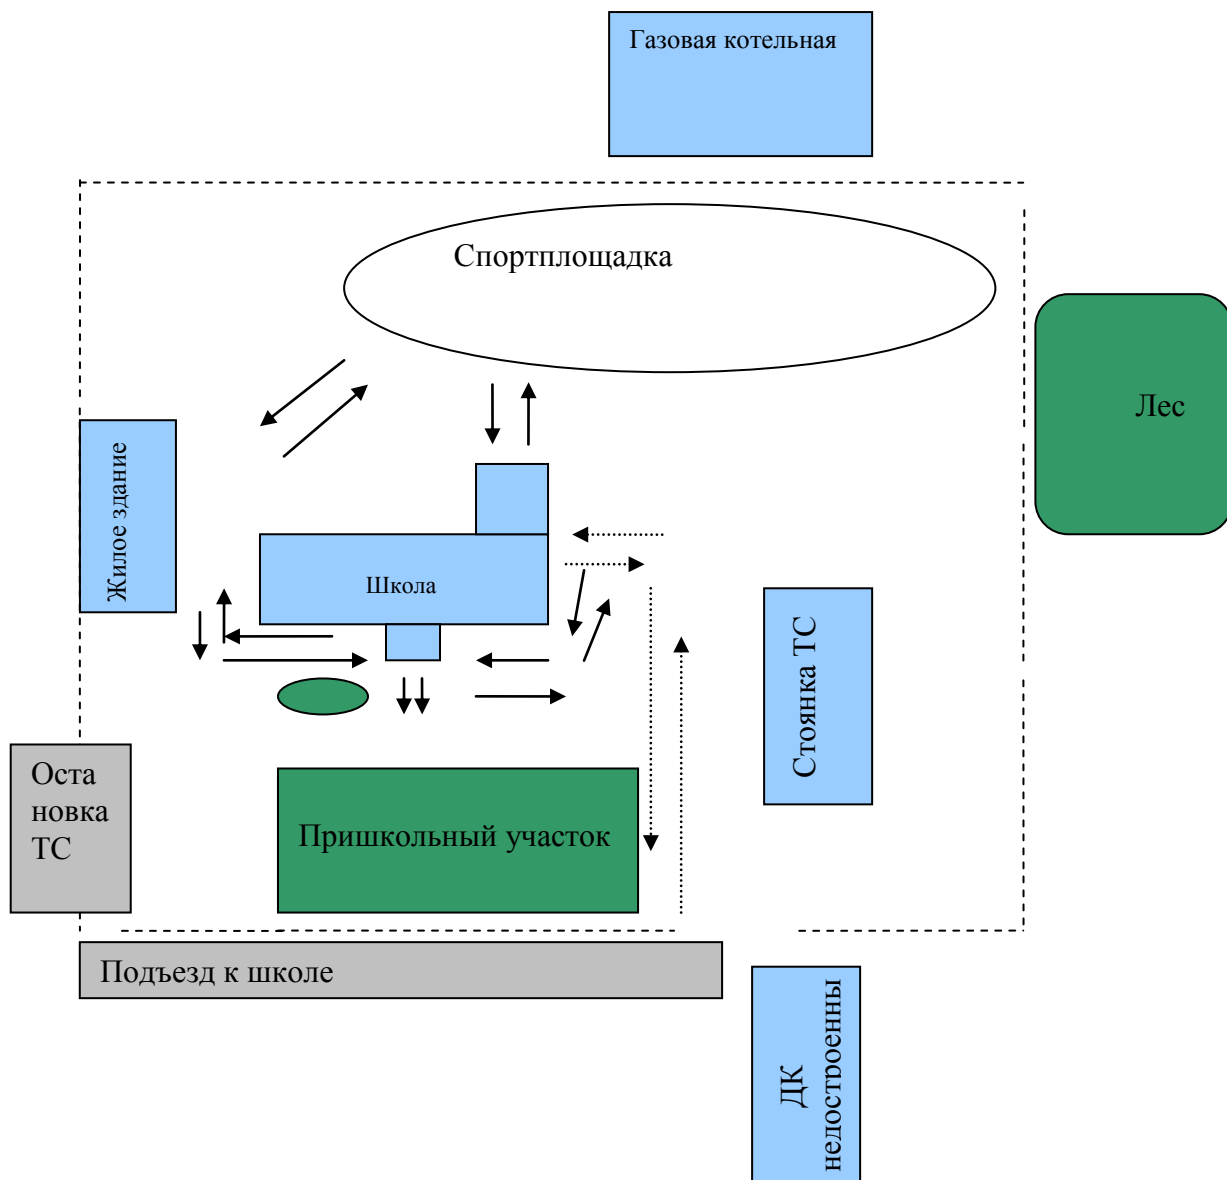 Газовая котельная
Спортплощадка
Лес
Жилое здание
Школа
Стоянка ТС
Оста
новка
ТС
Пришкольный участок
Подъезд к школе
ДК
недостроенны